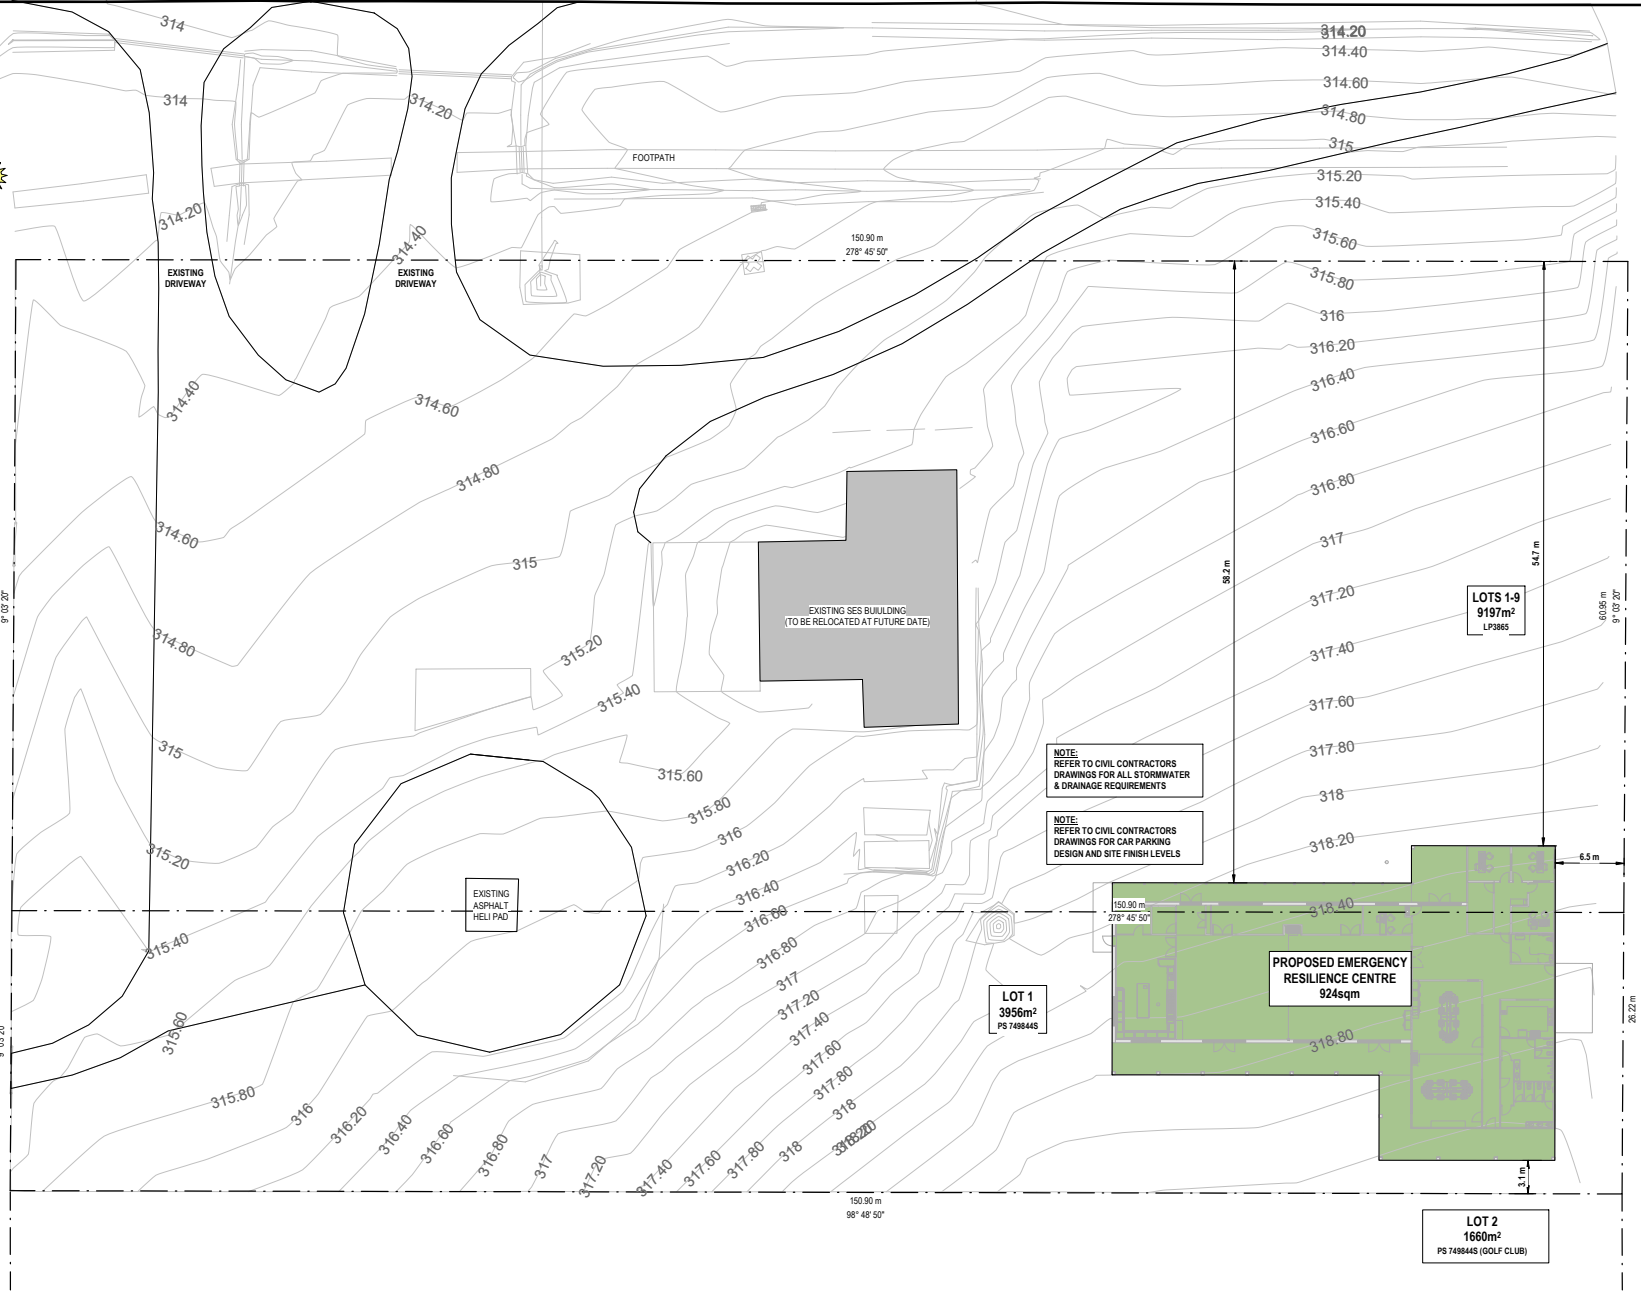 314
314.20
314.20
314.40
314.60
314
314.20
314.80
315
FOOTPATH
315.20
315.40
314.20
314.40
315.60
150.90 m
278° 45' 50"
EXISTING
DRIVEWAY
EXISTING
DRIVEWAY
315.80
316
316.20
316.40
314.40
314.60
316.60
314.80
316.80
314.60
317
315
58.2 m
54.7 m
317.20
LOTS 1-9
9197m²
LP3865
60.95 m
9° 03' 20"
9° 03' 20"
EXISTING SES BUIULDING
(TO BE RELOCATED AT FUTURE DATE)
314.80
315.20
317.40
315.40
317.60
315
317.80
315.60
NOTE:
REFER TO CIVIL CONTRACTORS
DRAWINGS FOR ALL STORMWATER
& DRAINAGE REQUIREMENTS
318
315.80
NOTE:
REFER TO CIVIL CONTRACTORS
DRAWINGS FOR CAR PARKING
DESIGN AND SITE FINISH LEVELS
316
318.20
315.20
316.20
6.5 m
EXISTING
ASPHALT
HELI PAD
316.40
150.90 m
278° 45' 50"
318.40
316.60
315.40
316.80
PROPOSED EMERGENCY
RESILIENCE CENTRE
924sqm
317
LOT 1
3956m²
PS 749844S
317.20
26.22 m
9° 03' 20"
315.60
317.40
318.80
317.60
317.80
315.80
316
316.20
316.40
316.60
316.80
317
317.20
317.40
317.60
317.80
318
318
318.20
3.1 m
150.90 m
98° 48' 50"
LOT 2
1660m²
PS 749844S (GOLF CLUB)